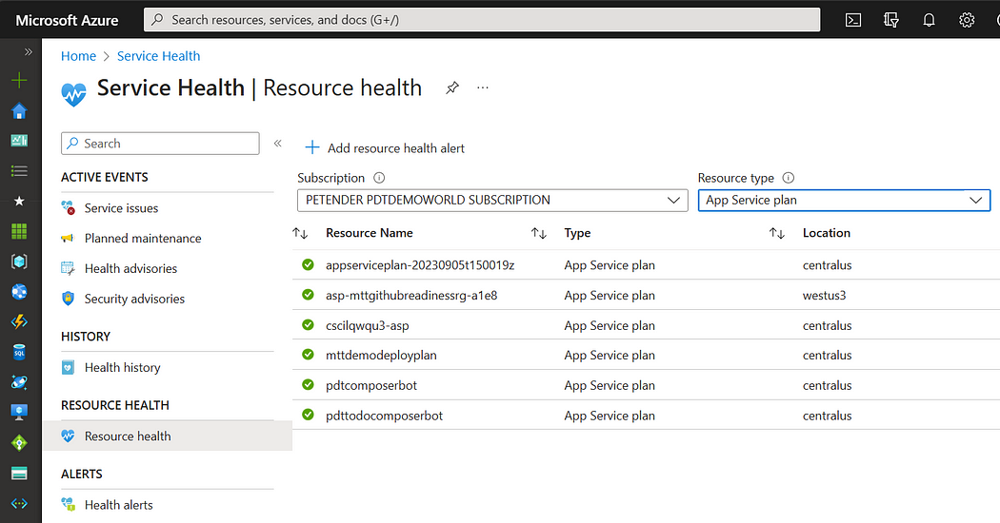 Microsoft Azure
Search resources, services, and docs (G+/)
Home > Service Health
Service Health | Resource health
Search
Add resource health alert
ACTIVE EVENTS
Service issues
Planned maintenance
Health advisories
Security advisories
HISTORY
Health history
RESOURCE HEALTH
Resource health
ALERTS
Health alerts
Subscription
PETENDER PDTDEMOWORLD SUBSCRIPTION
Resource type
App Service plan
Resource Name Type Location
appserviceplan-20230905t150019z App Service plan centralus
asp-mttgithubreadinessrg-a1e8 App Service plan westus3
cscilqwqu3-asp App Service plan centralus
mttdemodeployplan App Service plan centralus
pdtcomposerbot App Service plan centralus
pdttodocomposerbot App Service plan centralus
SQL